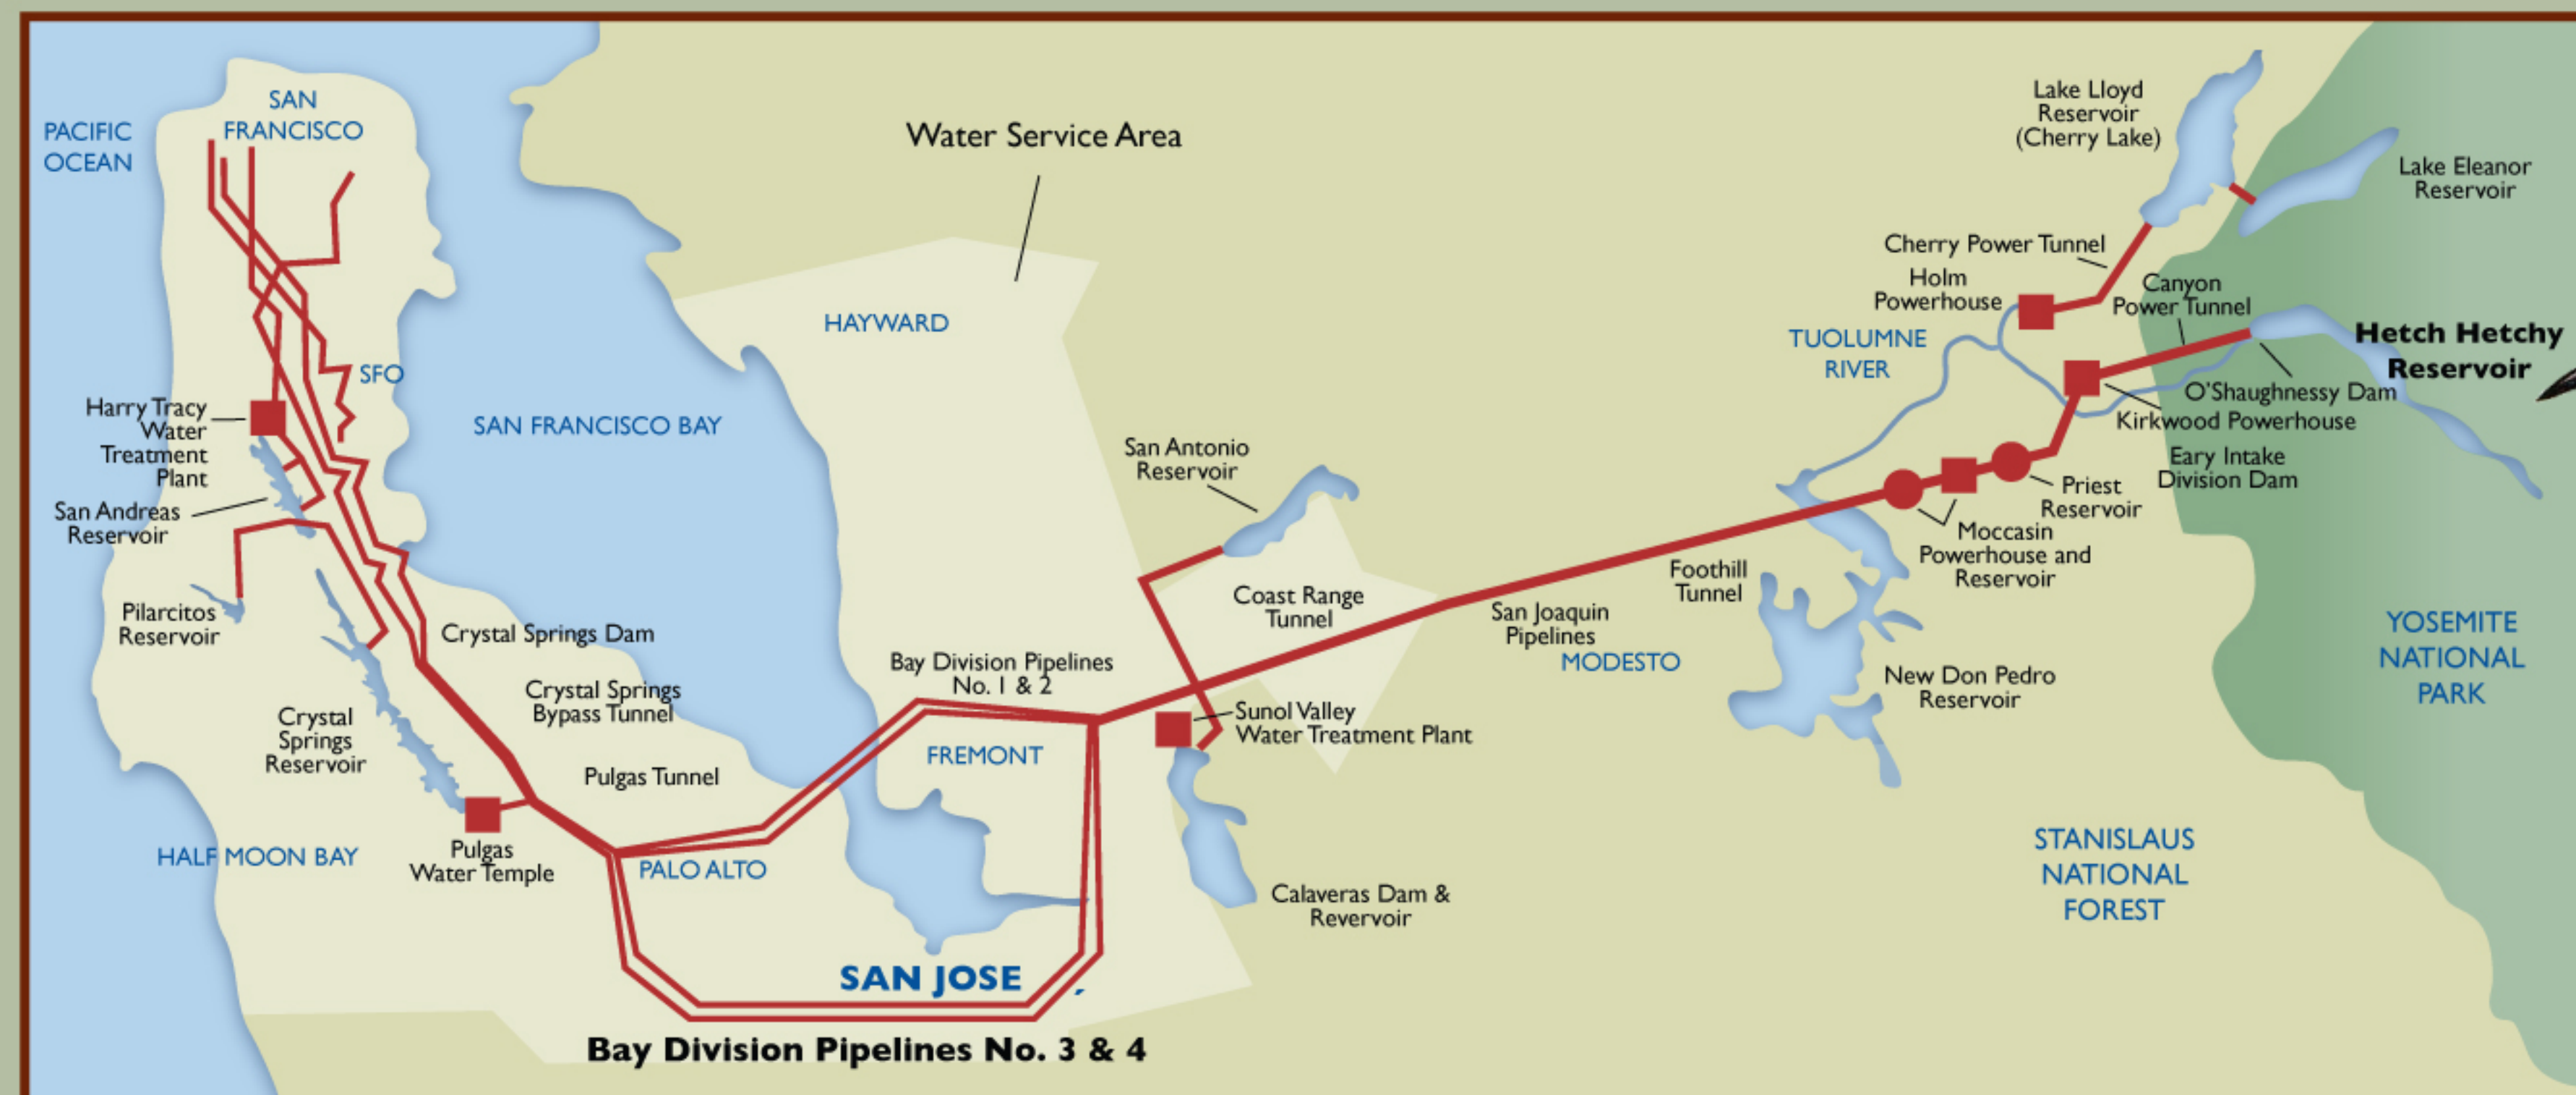 SAN
FRANCISCO
PACIFIC
OCEAN
Water Service Area
Lake Lloyd
Reservoir
(Cherry Lake)
Lake Eleanor
Reservoir
Cherry Power Tunnel
Holm
Powerhouse
Canyon
Power Tunnel
HAYWARD
TUOLUMNE
RIVER
Hetch Hetchy
Reservoir
O'Shaughnessy Dam
Kirkwood Powerhouse
SFO
Harry Tracy
Water
Treatment
Plant
SAN FRANCISCO BAY
San Antonio
Reservoir
Eary Intake
Division Dam
Priest
Reservoir
San Andreas
Reservoir
Moccasin
Powerhouse and
Reservoir
Foothill
Tunnel
Coast Range
Tunnel
San Joaquin
Pipelines
MODESTO
Pilarcitos
Reservoir
Crystal Springs Dam
YOSEMITE
NATIONAL
PARK
Bay Division Pipelines
No. 1 & 2
Crystal Springs
Bypass Tunnel
New Don Pedro
Reservoir
Crystal
Springs
Reservoir
Sunol Valley
Water Treatment Plant
FREMONT
Pulgas Tunnel
HALF MOON BAY
Pulgas
Water Temple
PALO ALTO
STANISLAUS
NATIONAL
FOREST
Calaveras Dam &
Revervoir
SAN JOSE
Bay Division Pipelines No. 3 & 4